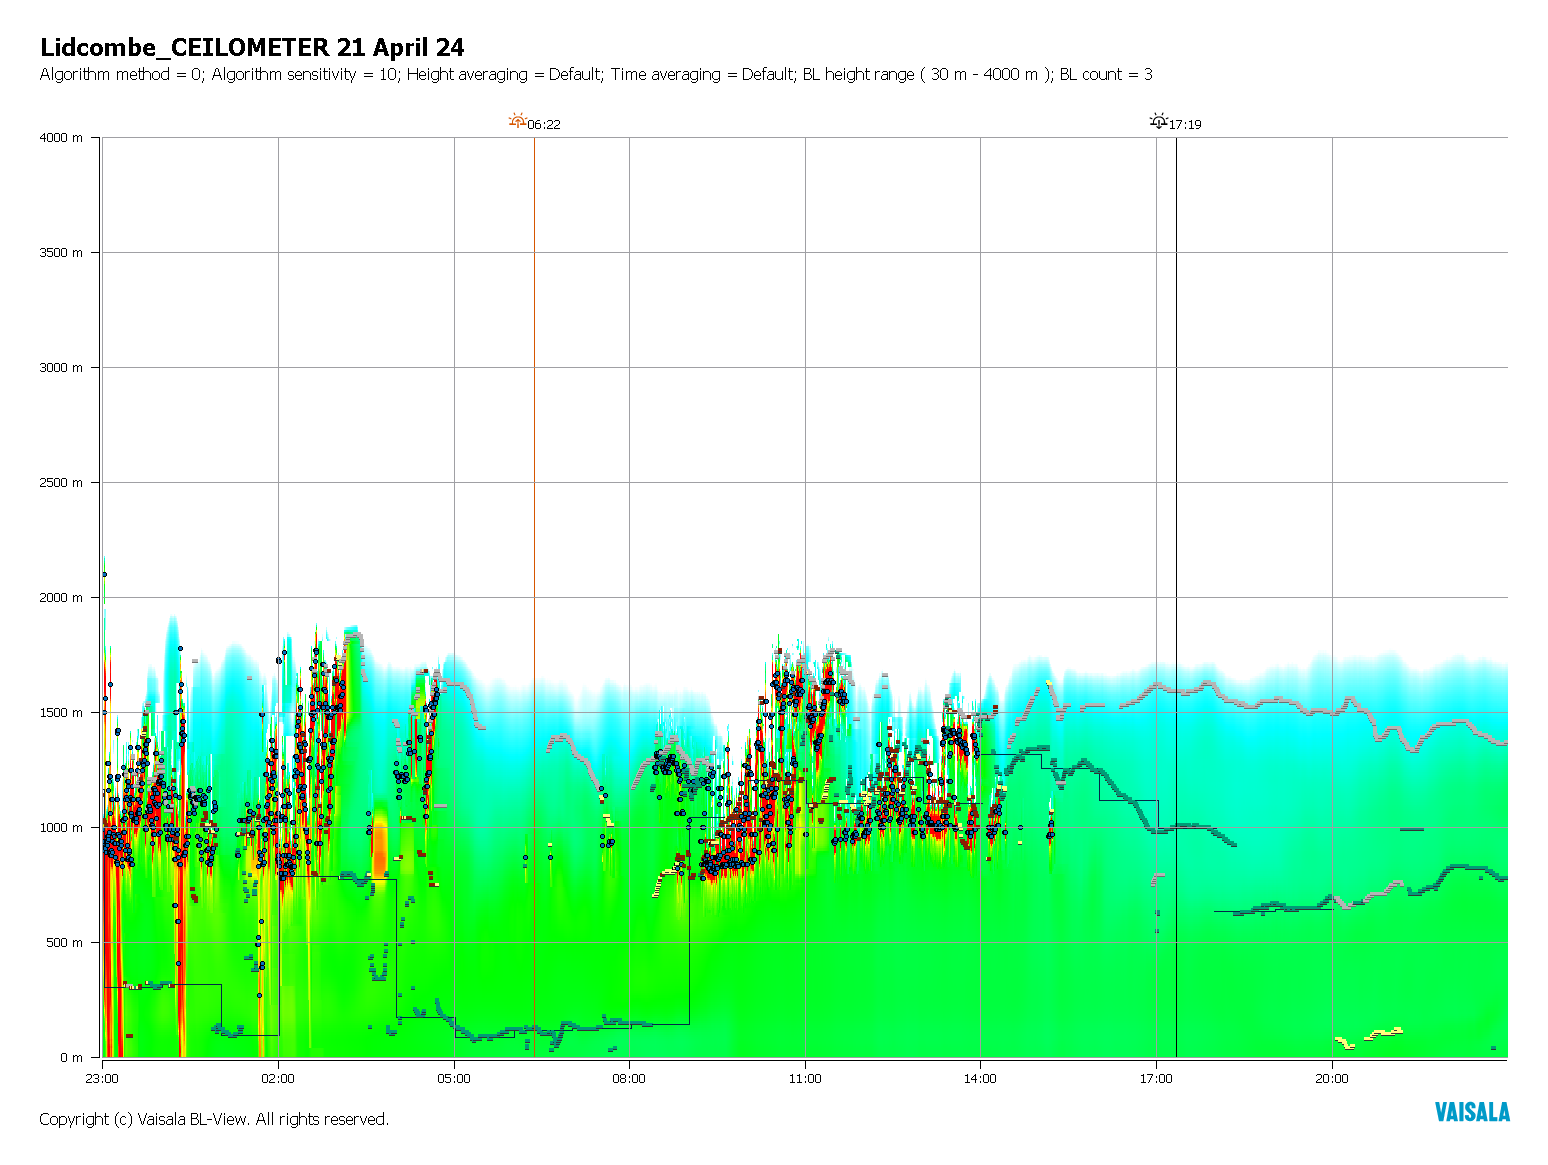 Lidcombe_CEILOMETER 21 April 24
Algorithm method = 0; Algorithm sensitivity = 10; Height averaging = Default; Time averaging = Default; BL height range ( 30 m - 4000 m ); BL count = 3
06:22
17:19
4000 m
3500 m
3000 m
2500 m
2000 m
1500 m
1000 m
500 m
0 m
23:00
02:00
05:00
08:00
11:00
14:00
17:00
20:00
Copyright (c) Vaisala BL-View. All rights reserved.
VAISALA